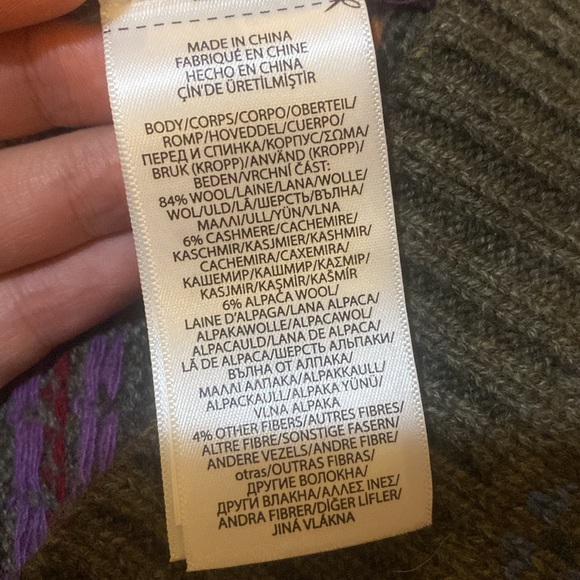 MADE IN CHINA
FABRIQUÉ EN CHINE
HECHO EN CHINA
ÇİN'DE ÜRETİLMİŞTİR
BODY/CORPS/CORPO/OBERTEIL/
ROMP/HOVEDDEL/CUERPO/
ПЕРЕД И СПИНКА/КОРПУС/ΣΩΜΑ/
BRUK (KROPP)/ANVÄND (KROPP)/
BEDEN/VRCHNÍ ČÁST:
84% WOOL/LAINE/LANA/WOLLE/
WOL/ULD/LÃ/ШЕРСТЬ/ВЪЛНА/
ΜΑΛΛΙ/ULL/YÜN/VLNA
6% CASHMERE/CACHEMIRE/
KASCHMIR/KASJMIER/KASHMIR/
CACHEMIRA/CAXEMIRA/
КАШЕМИР/КАШМИР/ΚΑΣΜΙΡ/
KASJMIR/KAŞMİR/KAŠMÍR
6% ALPACA WOOL/
LAINE D'ALPAGA/LANA ALPACA/
ALPAKAWOLLE/ALPACAWOL/
ALPACAULD/LANA DE ALPACA/
LÃ DE ALPACA/ШЕРСТЬ АЛЬПАКИ/
ВЪЛНА ОТ АЛПАКА/
ΜΑΛΛΙ ΑΛΠΑΚΑ/ALPAKKAULL/
ALPACKAULL/ALPAKA YÜNÜ/
VLNA ALPAKA
4% OTHER FIBERS/AUTRES FIBRES/
ALTRE FIBRE/SONSTIGE FASERN/
ANDERE VEZELS/ANDRE FIBRE/
otras/OUTRAS FIBRAS/
ДРУГИЕ ВОЛОКНА/
ДРУГИ ВЛАКНА/ΑΛΛΕΣ ΙΝΕΣ/
ANDRA FIBRER/DİĞER LİFLER/
JINÁ VLÁKNA